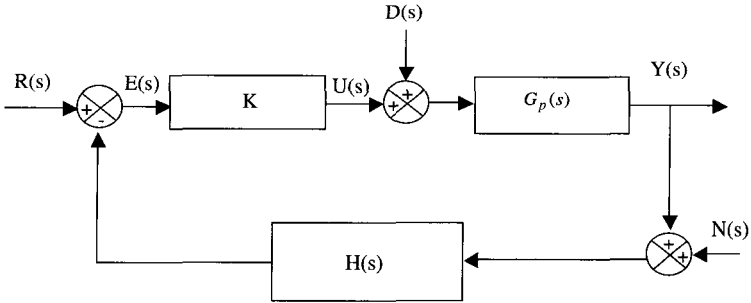 D(s)
R(s)
E(s)
K
U(s)
G_p(s)
Y(s)
+
-
+
+
+
+
N(s)
H(s)